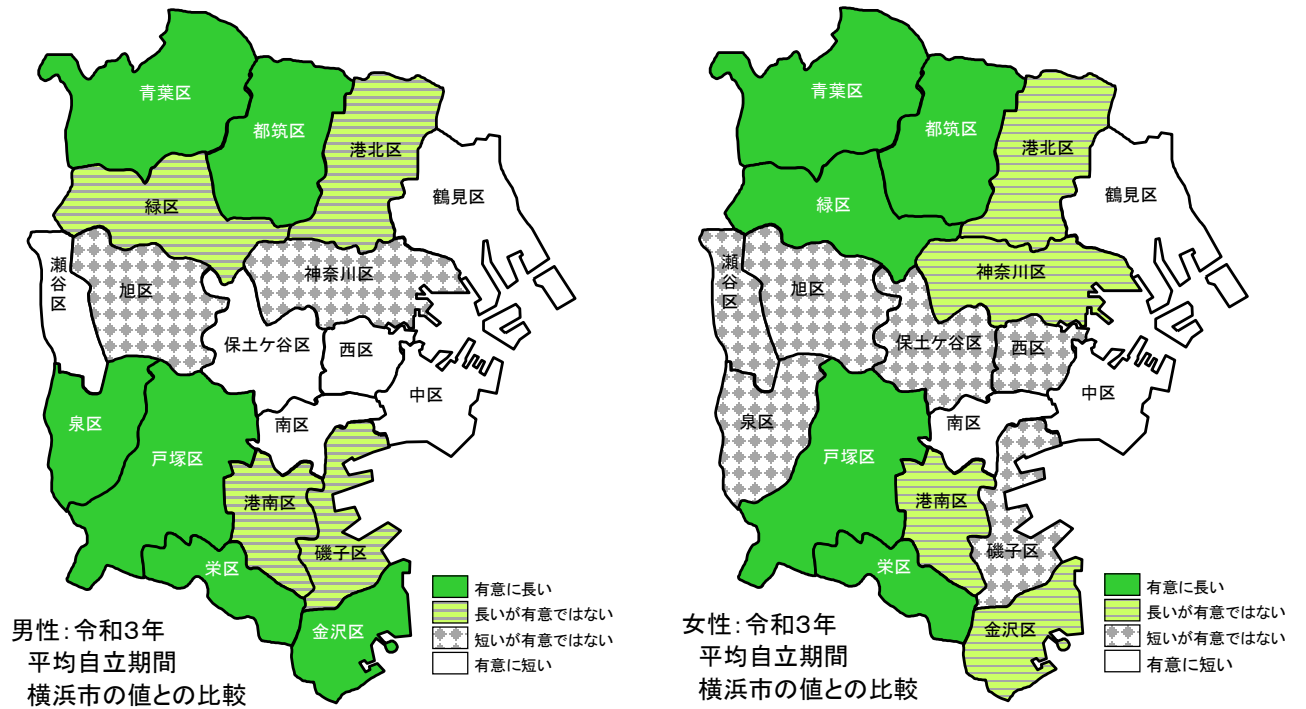 青葉区
都筑区
港北区
鶴見区
緑区
瀬谷区
旭区
神奈川区
保土ケ谷区
西区
中区
泉区
南区
戸塚区
港南区
磯子区
栄区
金沢区
有意に長い
長いが有意ではない
短いが有意ではない
有意に短い
男性:令和3年
平均自立期間
横浜市の値との比較
青葉区
都筑区
港北区
鶴見区
緑区
瀬谷区
旭区
神奈川区
保土ケ谷区
西区
中区
泉区
南区
戸塚区
港南区
磯子区
栄区
金沢区
有意に長い
長いが有意ではない
短いが有意ではない
有意に短い
女性:令和3年
平均自立期間
横浜市の値との比較